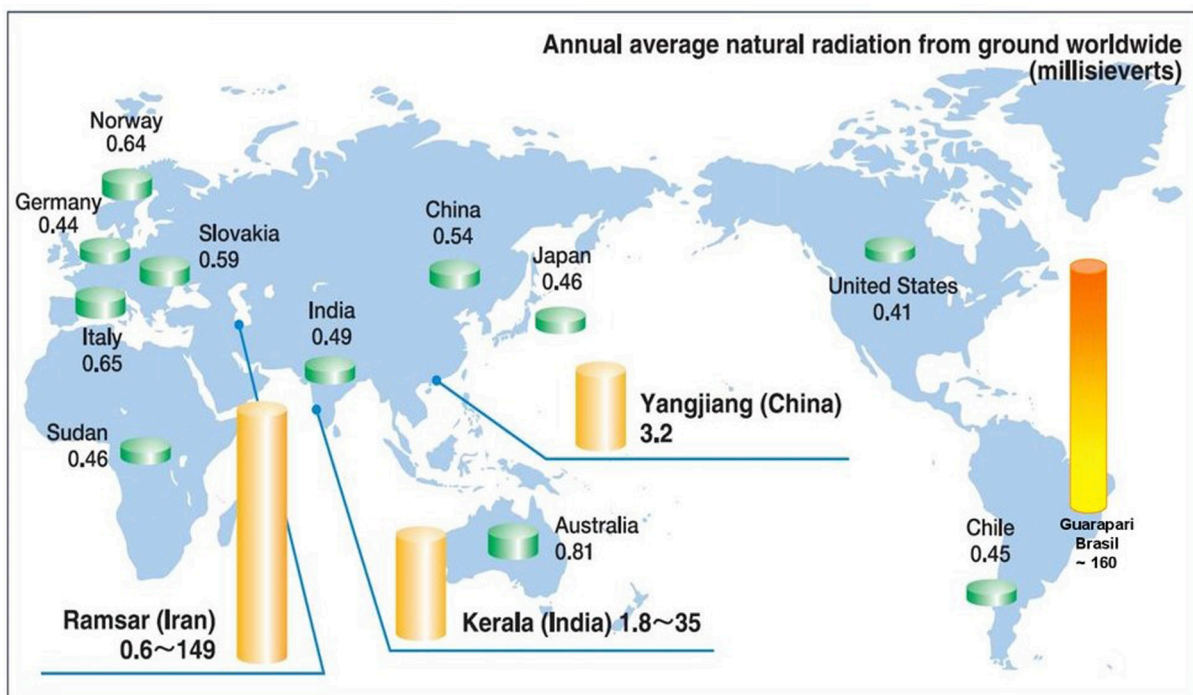 Annual average natural radiation from ground worldwide
(millisieverts)
Norway
0.64
Germany
0.44
Slovakia
0.59
Italy
0.65
China
0.54
Japan
0.46
India
0.49
United States
0.41
Yangjiang (China)
3.2
Sudan
0.46
Australia
0.81
Chile
0.45
Guarapari
Brasil
~ 160
Ramsar (Iran)
0.6～149
Kerala (India) 1.8～35